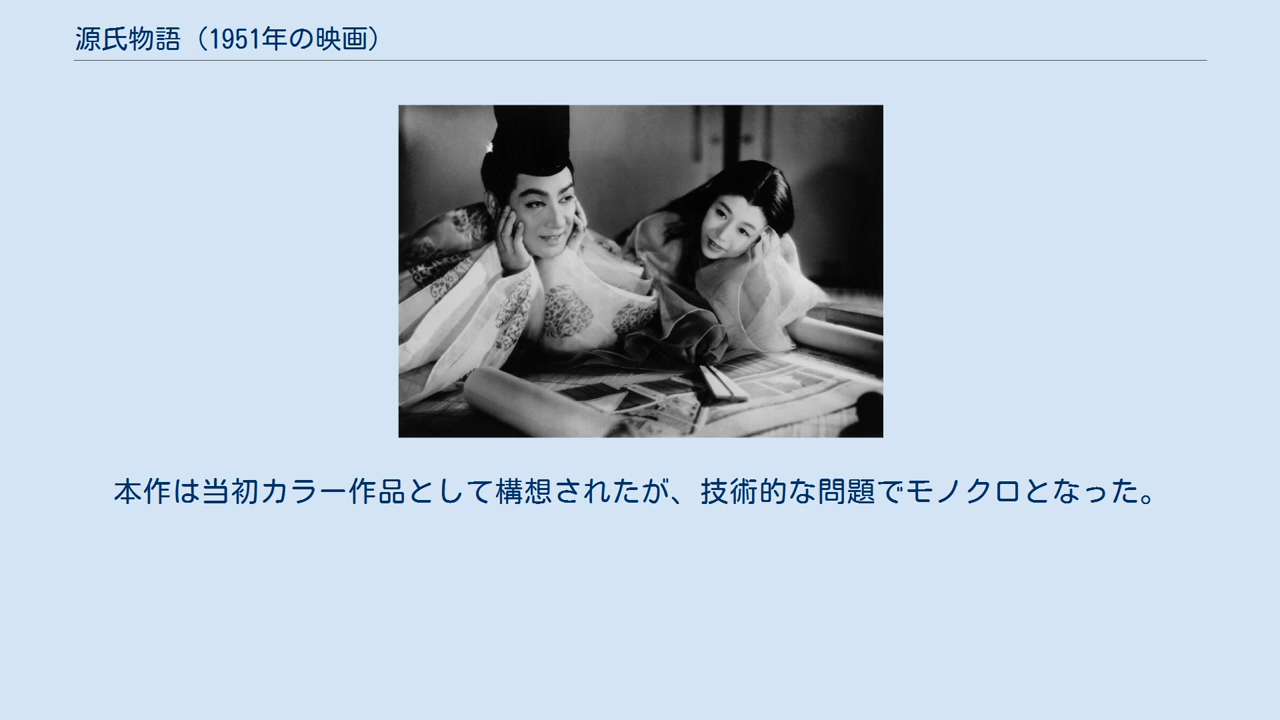 源氏物語（1951年の映画）
本作は当初カラー作品として構想されたが、技術的な問題でモノクロとなった。